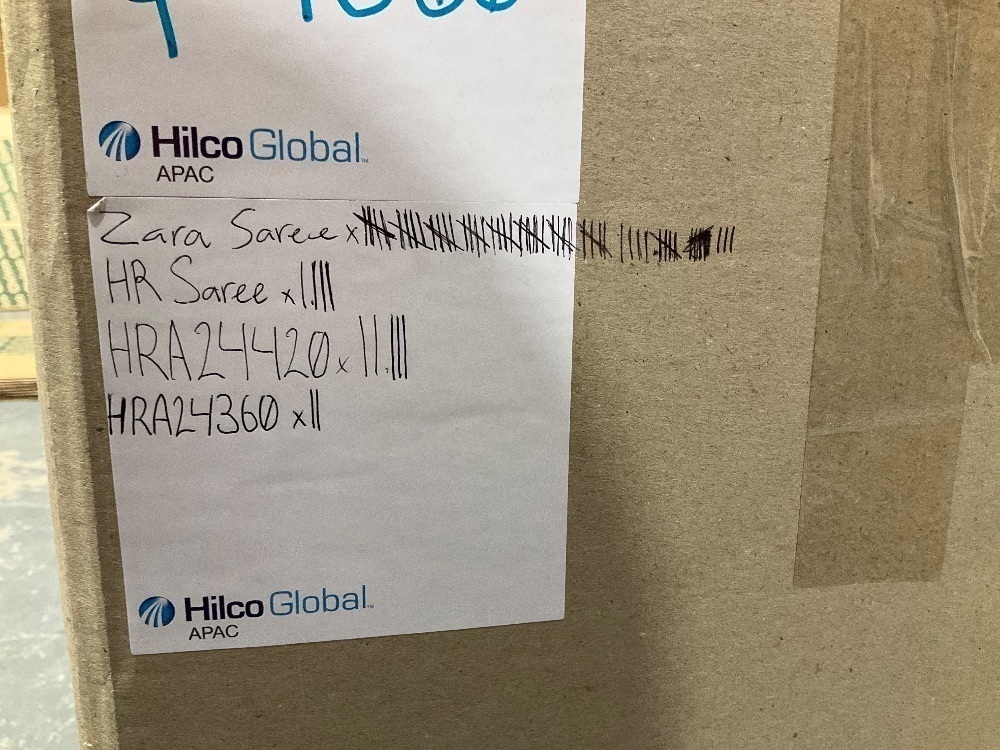 Hilco Global
APAC
Zara Saree x
HR Saree x
HRA24420 x
HRA24360 x
Hilco Global
APAC